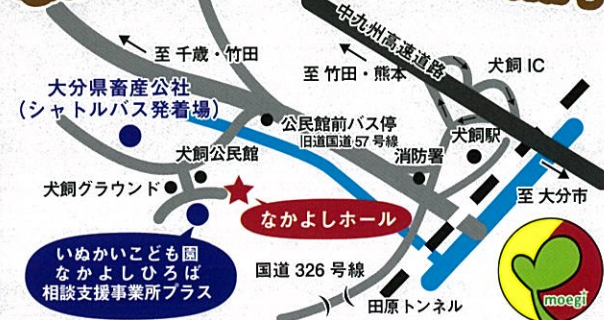 中九州高速道路
至 千歳・竹田
至 竹田・熊本
犬飼 IC
大分県畜産公社
(シャトルバス発着場)
公民館前バス停
旧道国道57号線
消防署
犬飼駅
犬飼公民館
犬飼グラウンド
至 大分市
なかよしホール
いぬかいこども園
なかよしひろば
相談支援事業所プラス
国道 326 号線
田原トンネル
moegi